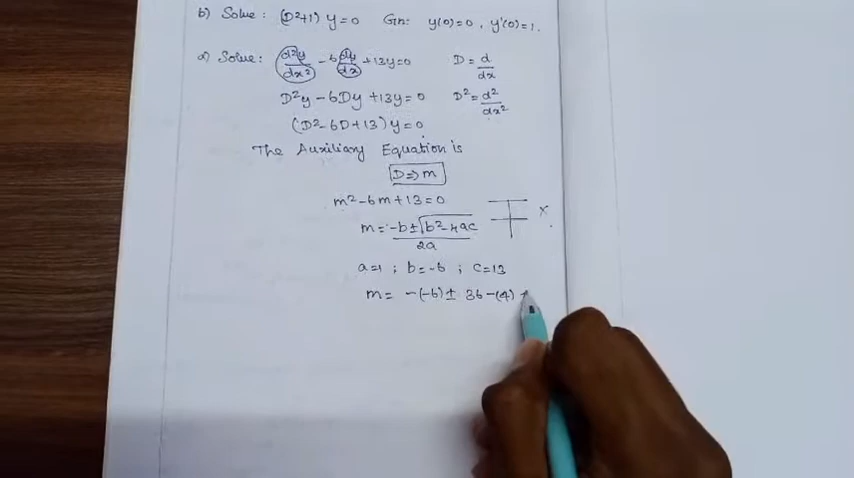 b) Solve : (D²+1) y = 0 Gn: y(0)=0 , y'(0)=1.
a) Solve: d²y/dx² - 6 dy/dx + 13y = 0 D = d/dx
D²y - 6Dy + 13y = 0 D² = d²/dx²
(D² - 6D + 13) y = 0
The Auxiliary Equation is
D => m
m² - 6m + 13 = 0
m = -b ± √b² - 4ac / 2a x
a=1 ; b = -6 ; c = 13
m = -(-6) ± 36 - (4)